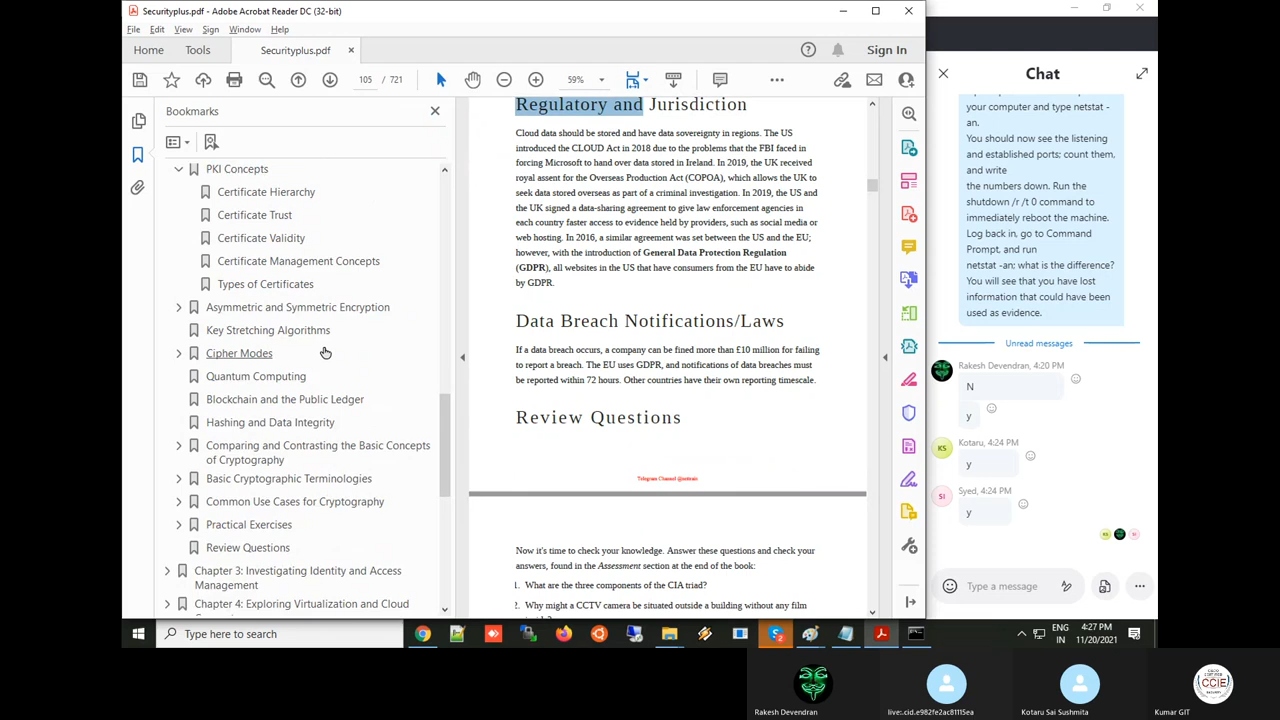 Securityplus.pdf - Adobe Acrobat Reader DC (32-bit)
File Edit View Sign Window Help
Home Tools Securityplus.pdf × Sign In
105 / 721 59%
Bookmarks
PKI Concepts
Certificate Hierarchy
Certificate Trust
Certificate Validity
Certificate Management Concepts
Types of Certificates
Asymmetric and Symmetric Encryption
Key Stretching Algorithms
Cipher Modes
Quantum Computing
Blockchain and the Public Ledger
Hashing and Data Integrity
Comparing and Contrasting the Basic Concepts
of Cryptography
Basic Cryptographic Terminologies
Common Use Cases for Cryptography
Practical Exercises
Review Questions
Chapter 3: Investigating Identity and Access
Management
Chapter 4: Exploring Virtualization and Cloud
Regulatory and Jurisdiction
Cloud data should be stored and have data sovereignty in regions. The US
introduced the CLOUD Act in 2018 due to the problems that the FBI faced in
forcing Microsoft to hand over data stored in Ireland. In 2019, the UK received
royal assent for the Overseas Production Act (COPOA), which allows the UK to
seek data stored overseas as part of a criminal investigation. In 2019, the US and
the UK signed a data-sharing agreement to give law enforcement agencies in
each country faster access to evidence held by providers, such as social media or
web hosting. In 2016, a similar agreement was set between the US and the EU;
however, with the introduction of General Data Protection Regulation
(GDPR), all websites in the US that have consumers from the EU have to abide
by GDPR.
Data Breach Notifications/Laws
If a data breach occurs, a company can be fined more than £10 million for failing
to report a breach. The EU uses GDPR, and notifications of data breaches must
be reported within 72 hours. Other countries have their own reporting timescale.
Review Questions
Telegram Channel @nettrain
Now it's time to check your knowledge. Answer these questions and check your
answers, found in the Assessment section at the end of the book:
1. What are the three components of the CIA triad?
2. Why might a CCTV camera be situated outside a building without any film
Chat
your computer and type netstat -
an.
You should now see the listening
and established ports; count them,
and write
the numbers down. Run the
shutdown /r /t 0 command to
immediately reboot the machine.
Log back in, go to Command
Prompt, and run
netstat -an; what is the difference?
You will see that you have lost
information that could have been
used as evidence.
Unread messages
Rakesh Devendran, 4:20 PM
N
y
KS Kotaru, 4:24 PM
y
SI Syed, 4:24 PM
y
Type a message
Type here to search
ENG
IN
4:27 PM
11/20/2021
Rakesh Devendran
live:.cid.e982fe2ac81115ea
Kotaru Sai Sushmita
CCIE
Kumar GIT